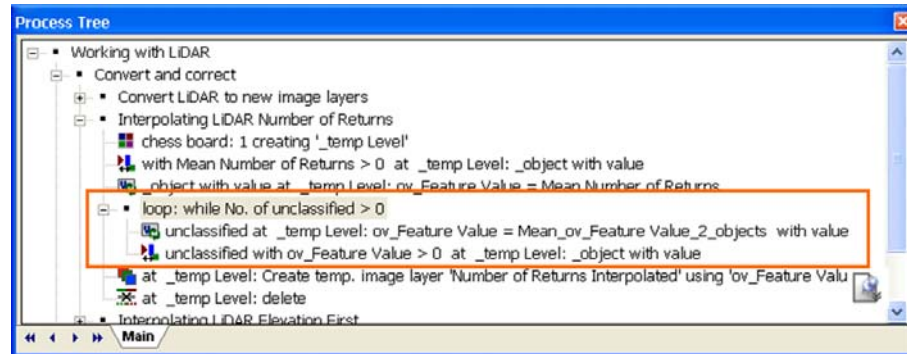 Process Tree
Working with LiDAR
Convert and correct
Convert LiDAR to new image layers
Interpolating LiDAR Number of Returns
chess board: 1 creating '_temp Level'
with Mean Number of Returns > 0 at _temp Level: _object with value
_object with value at _temp Level: ov_Feature Value = Mean Number of Returns
loop: while No. of unclassified > 0
unclassified at _temp Level: ov_Feature Value = Mean_ov_Feature Value_2_objects with value
unclassified with ov_Feature Value > 0 at _temp Level: _object with value
at _temp Level: Create temp. image layer 'Number of Returns Interpolated' using 'ov_Feature Valu
at _temp Level: delete
Interpolating LiDAR Elevation First
Main